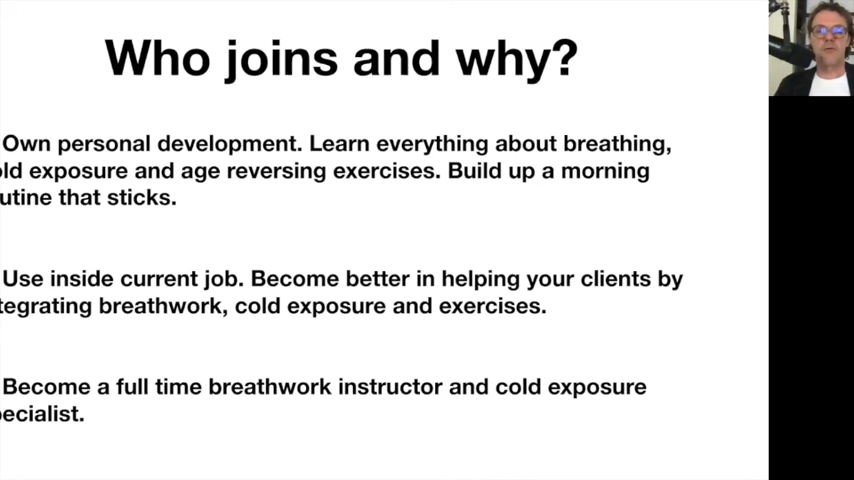 Who joins and why?
Own personal development. Learn everything about breathing,
ld exposure and age reversing exercises. Build up a morning
utine that sticks.
Use inside current job. Become better in helping your clients by
tegrating breathwork, cold exposure and exercises.
Become a full time breathwork instructor and cold exposure
ecialist.